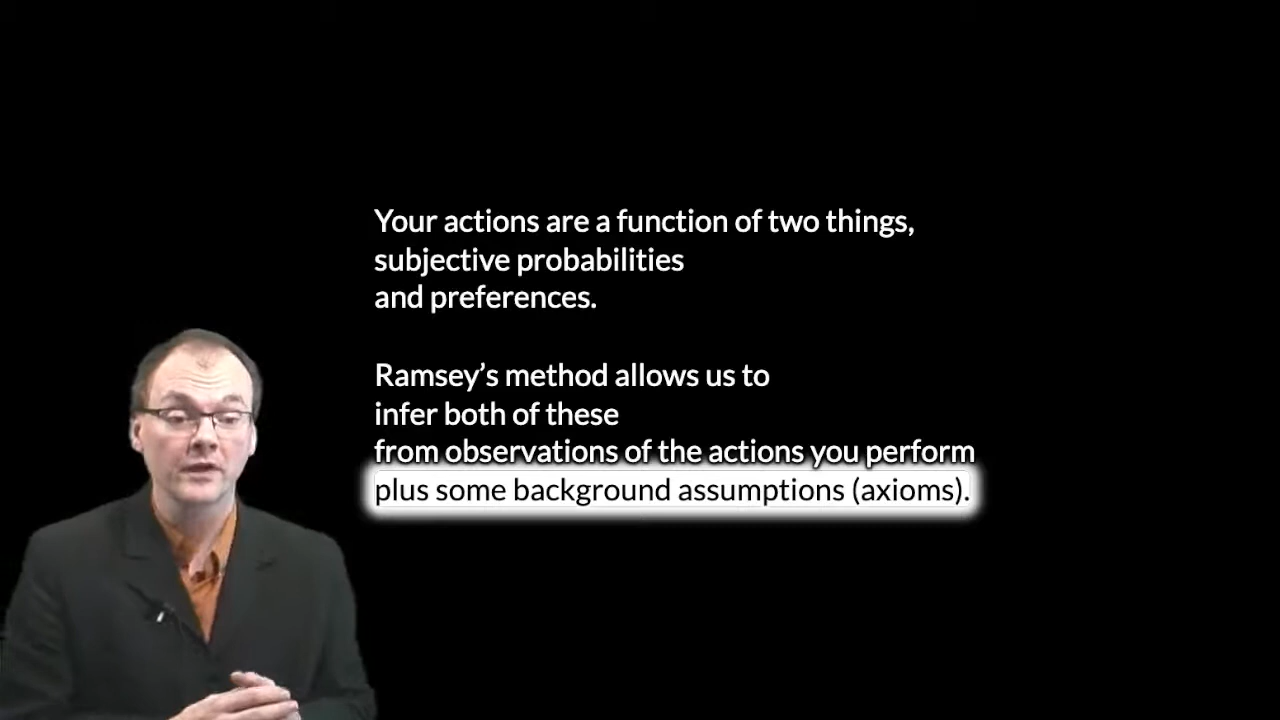 Your actions are a function of two things,
subjective probabilities
and preferences.
Ramsey’s method allows us to
infer both of these
from observations of the actions you perform
plus some background assumptions (axioms).